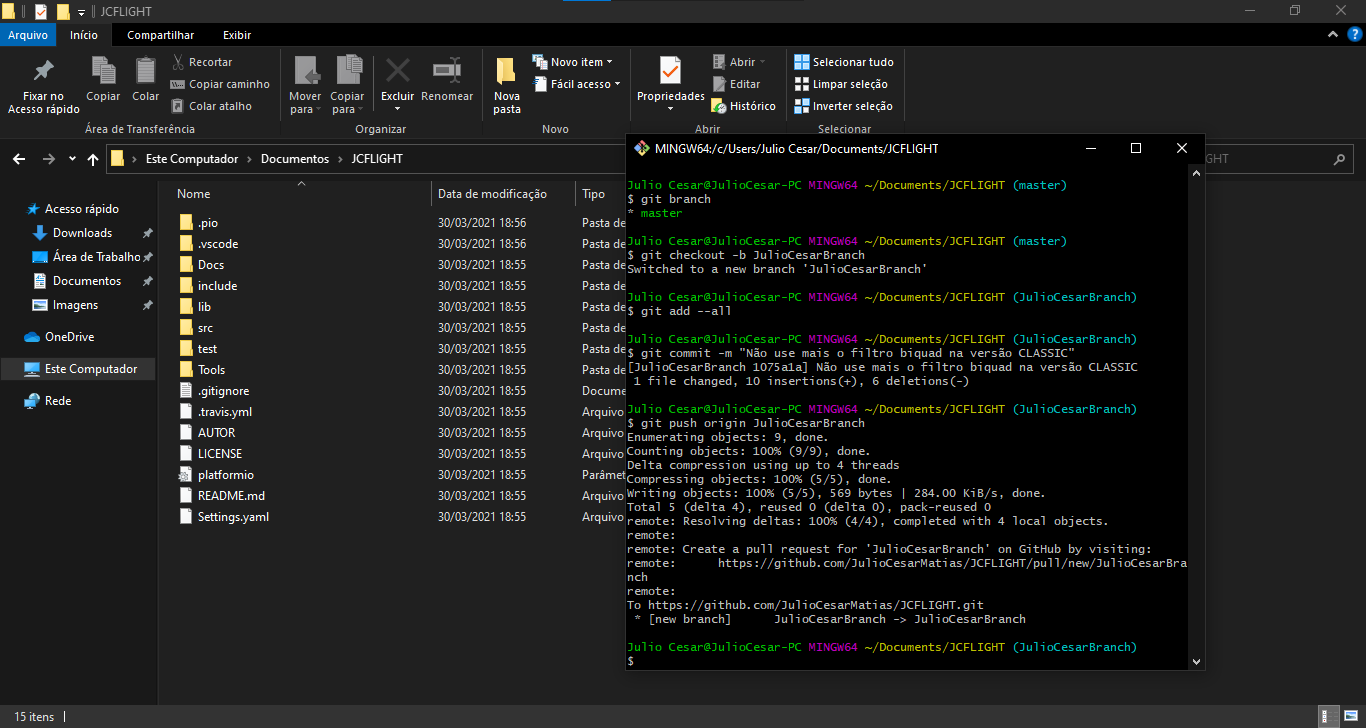 JCFLIGHT
Arquivo Início Compartilhar Exibir
Fixar no
Acesso rápido
Copiar
Colar
Recortar
Copiar caminho
Colar atalho
Área de Transferência
Mover
para
Copiar
para
Excluir
Renomear
Organizar
Nova
pasta
Novo item
Fácil acesso
Novo
Propriedades
Abrir
Editar
Histórico
Abrir
Selecionar tudo
Limpar seleção
Inverter seleção
Selecionar
Este Computador > Documentos > JCFLIGHT
GHT
Acesso rápido
Downloads
Área de Trabalho
Documentos
Imagens
OneDrive
Este Computador
Rede
Nome Data de modificação Tipo
.pio 30/03/2021 18:56 Pasta de
.vscode 30/03/2021 18:56 Pasta de
Docs 30/03/2021 18:55 Pasta de
include 30/03/2021 18:55 Pasta de
lib 30/03/2021 18:55 Pasta de
src 30/03/2021 18:55 Pasta de
test 30/03/2021 18:55 Pasta de
Tools 30/03/2021 18:55 Pasta de
.gitignore 30/03/2021 18:55 Docume
.travis.yml 30/03/2021 18:55 Arquivo
AUTOR 30/03/2021 18:55 Arquivo
LICENSE 30/03/2021 18:55 Arquivo
platformio 30/03/2021 18:55 Parâmet
README.md 30/03/2021 18:55 Arquivo
Settings.yaml 30/03/2021 18:55 Arquivo
MINGW64:/c/Users/Julio Cesar/Documents/JCFLIGHT
Julio Cesar@JulioCesar-PC MINGW64 ~/Documents/JCFLIGHT (master)
$ git branch
* master
Julio Cesar@JulioCesar-PC MINGW64 ~/Documents/JCFLIGHT (master)
$ git checkout -b JulioCesarBranch
Switched to a new branch 'JulioCesarBranch'
Julio Cesar@JulioCesar-PC MINGW64 ~/Documents/JCFLIGHT (JulioCesarBranch)
$ git add --all
Julio Cesar@JulioCesar-PC MINGW64 ~/Documents/JCFLIGHT (JulioCesarBranch)
$ git commit -m "Não use mais o filtro biquad na versão CLASSIC"
[JulioCesarBranch 1075a1a] Não use mais o filtro biquad na versão CLASSIC
1 file changed, 10 insertions(+), 6 deletions(-)
Julio Cesar@JulioCesar-PC MINGW64 ~/Documents/JCFLIGHT (JulioCesarBranch)
$ git push origin JulioCesarBranch
Enumerating objects: 9, done.
Counting objects: 100% (9/9), done.
Delta compression using up to 4 threads
Compressing objects: 100% (5/5), done.
Writing objects: 100% (5/5), 569 bytes | 284.00 KiB/s, done.
Total 5 (delta 4), reused 0 (delta 0), pack-reused 0
remote: Resolving deltas: 100% (4/4), completed with 4 local objects.
remote:
remote: Create a pull request for 'JulioCesarBranch' on GitHub by visiting:
remote: https://github.com/JulioCesarMatias/JCFLIGHT/pull/new/JulioCesarBra
nch
remote:
To https://github.com/JulioCesarMatias/JCFLIGHT.git
* [new branch] JulioCesarBranch -> JulioCesarBranch
Julio Cesar@JulioCesar-PC MINGW64 ~/Documents/JCFLIGHT (JulioCesarBranch)
$
15 itens